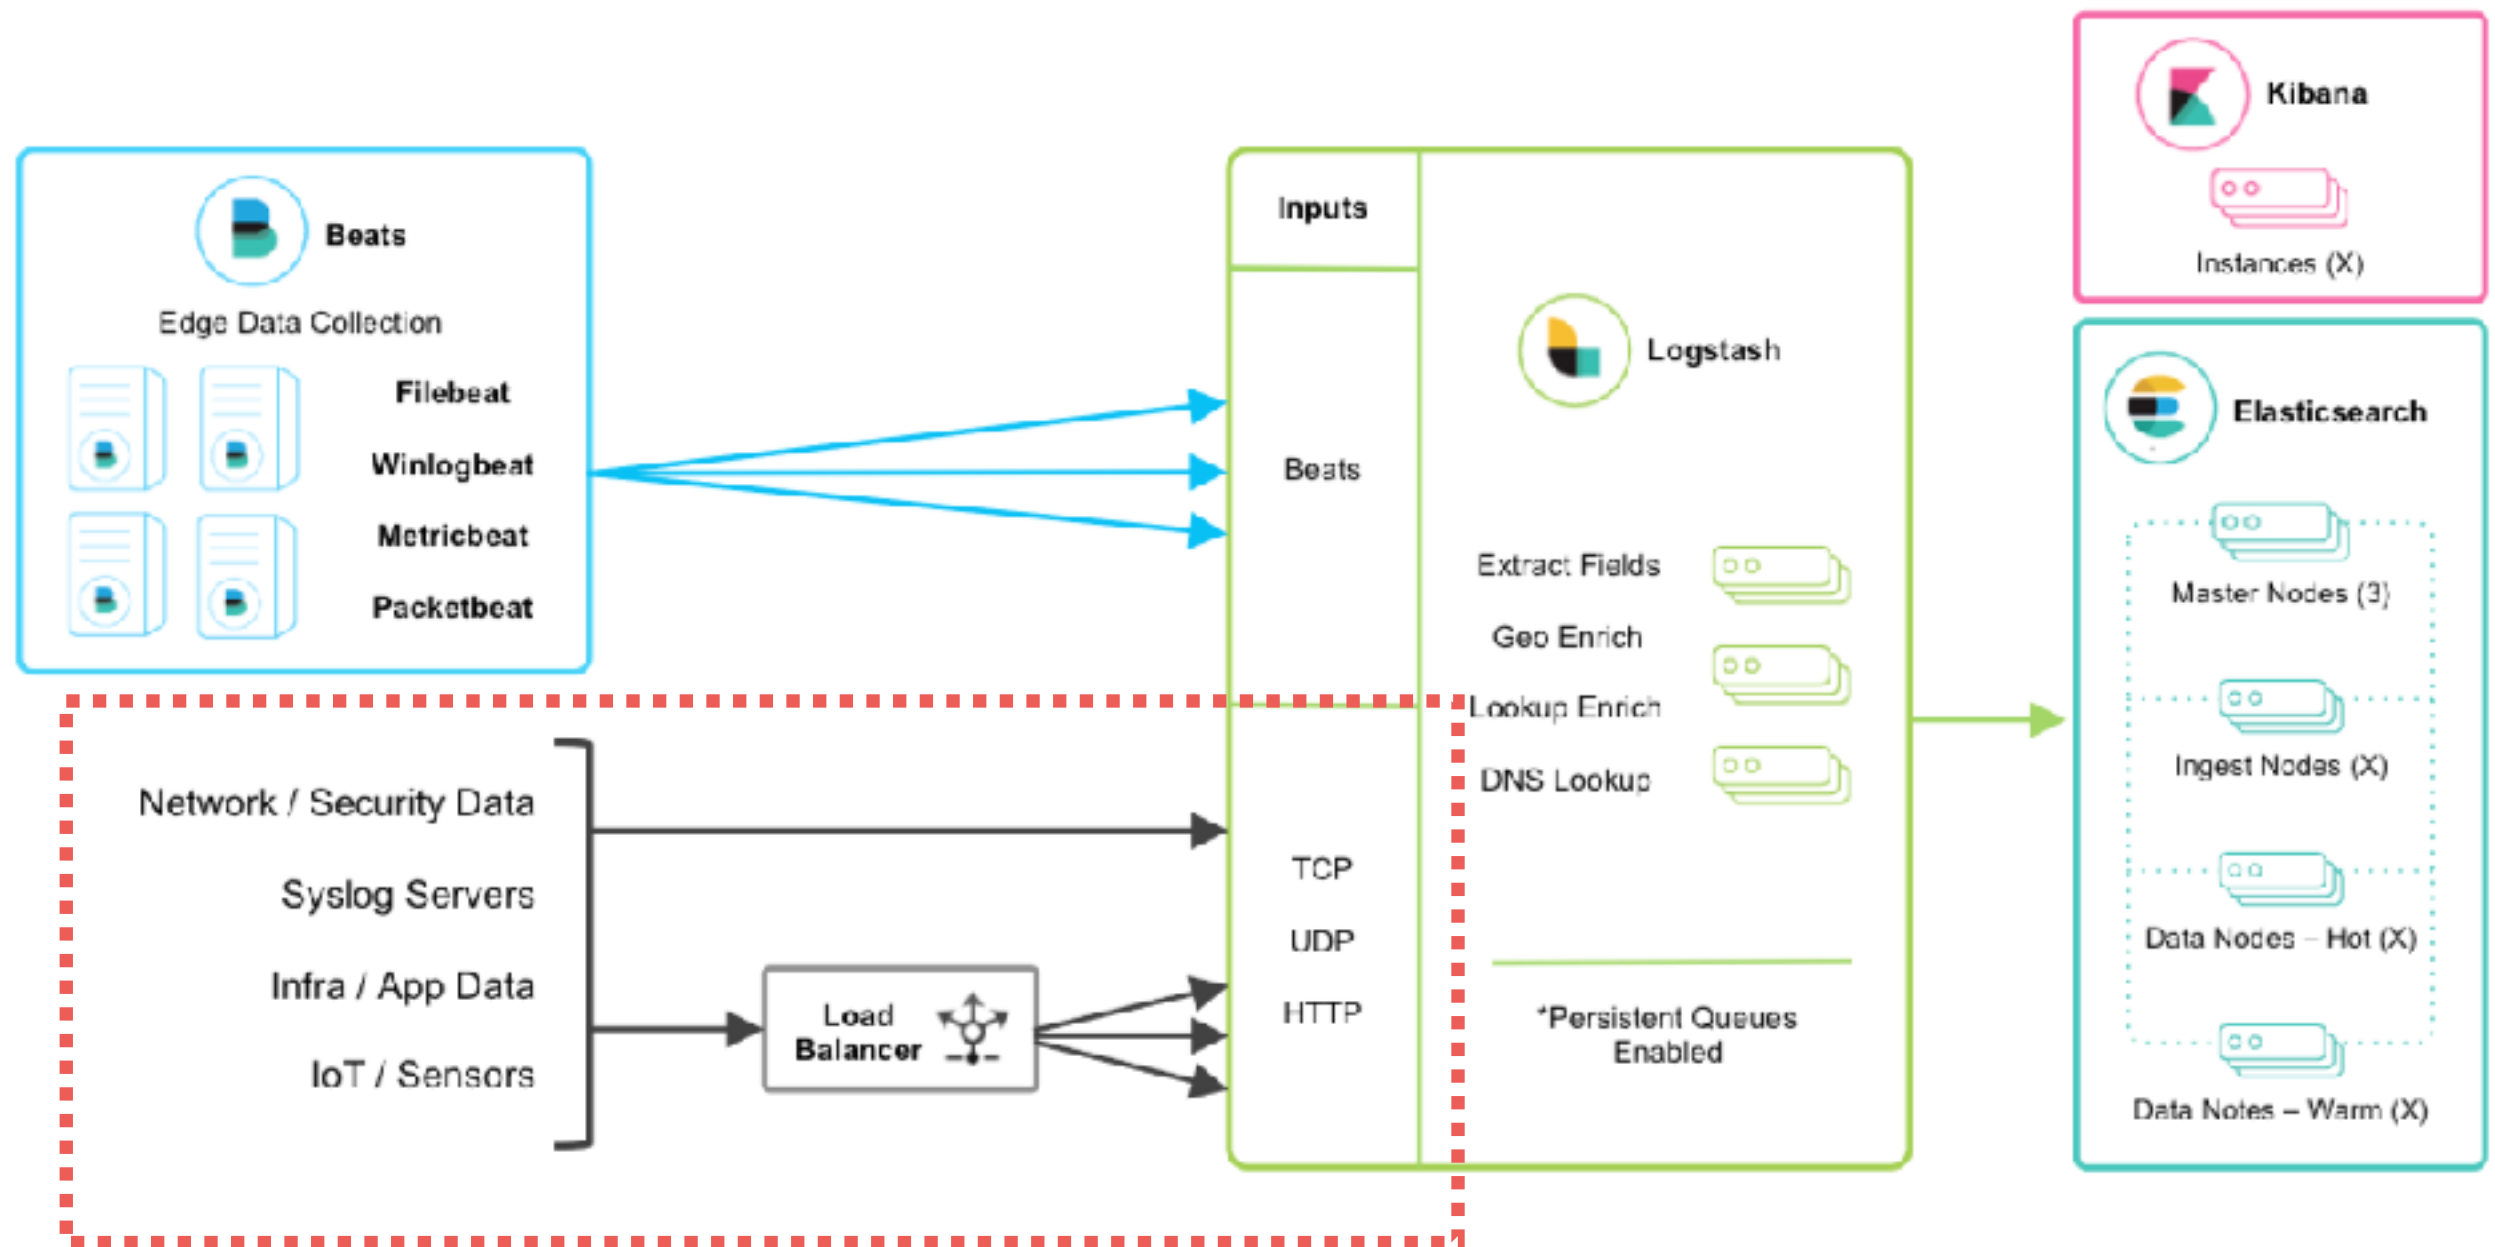 Beats
Edge Data Collection
Filebeat
Winlogbeat
Metricbeat
Packetbeat
Network / Security Data
Syslog Servers
Infra / App Data
IoT / Sensors
Load
Balancer
Inputs
Beats
TCP
UDP
HTTP
Logstash
Extract Fields
Geo Enrich
Lookup Enrich
DNS Lookup
*Persistent Queues
Enabled
Kibana
Instances (X)
Elasticsearch
Master Nodes (3)
Ingest Nodes (X)
Data Nodes – Hot (X)
Data Notes – Warm (X)